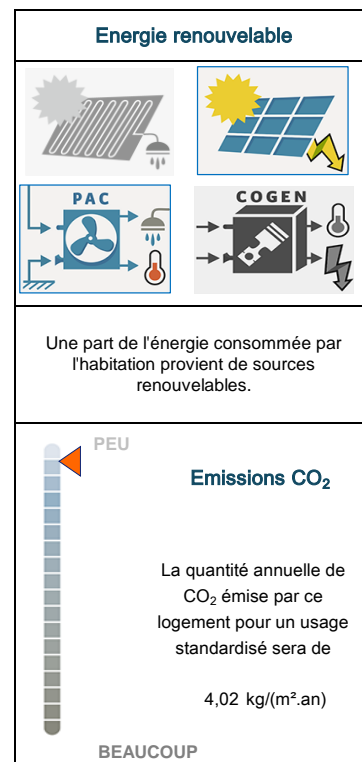 Energie renouvelable
PAC
COGEN
Une part de l'énergie consommée par
l'habitation provient de sources
renouvelables.
PEU
Emissions CO₂
La quantité annuelle de
CO₂ émise par ce
logement pour un usage
standardisé sera de
4,02 kg/(m².an)
BEAUCOUP